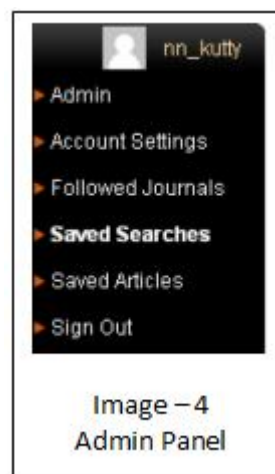 nn_kutty
Admin
Account Settings
Followed Journals
Saved Searches
Saved Articles
Sign Out
Image – 4
Admin Panel